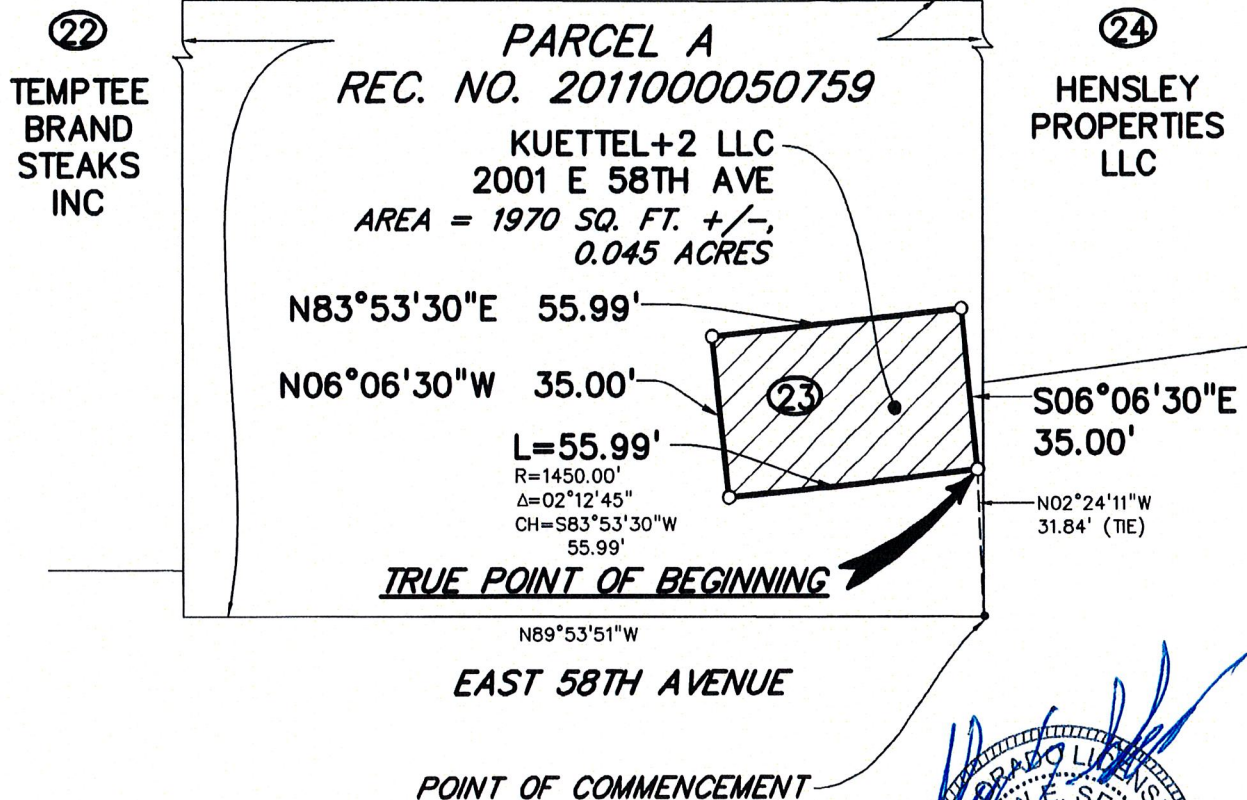 22
TEMPTEE
BRAND
STEAKS
INC
PARCEL A
REC. NO. 2011000050759
24
HENSLEY
PROPERTIES
LLC
KUETTEL+2 LLC
2001 E 58TH AVE
AREA = 1970 SQ. FT. +/-,
0.045 ACRES
N83°53'30"E 55.99'
N06°06'30"W 35.00'
23
S06°06'30"E
35.00'
L=55.99'
R=1450.00'
Δ=02°12'45"
CH=S83°53'30"W
55.99'
N02°24'11"W
31.84' (TIE)
TRUE POINT OF BEGINNING
N89°53'51"W
EAST 58TH AVENUE
POINT OF COMMENCEMENT